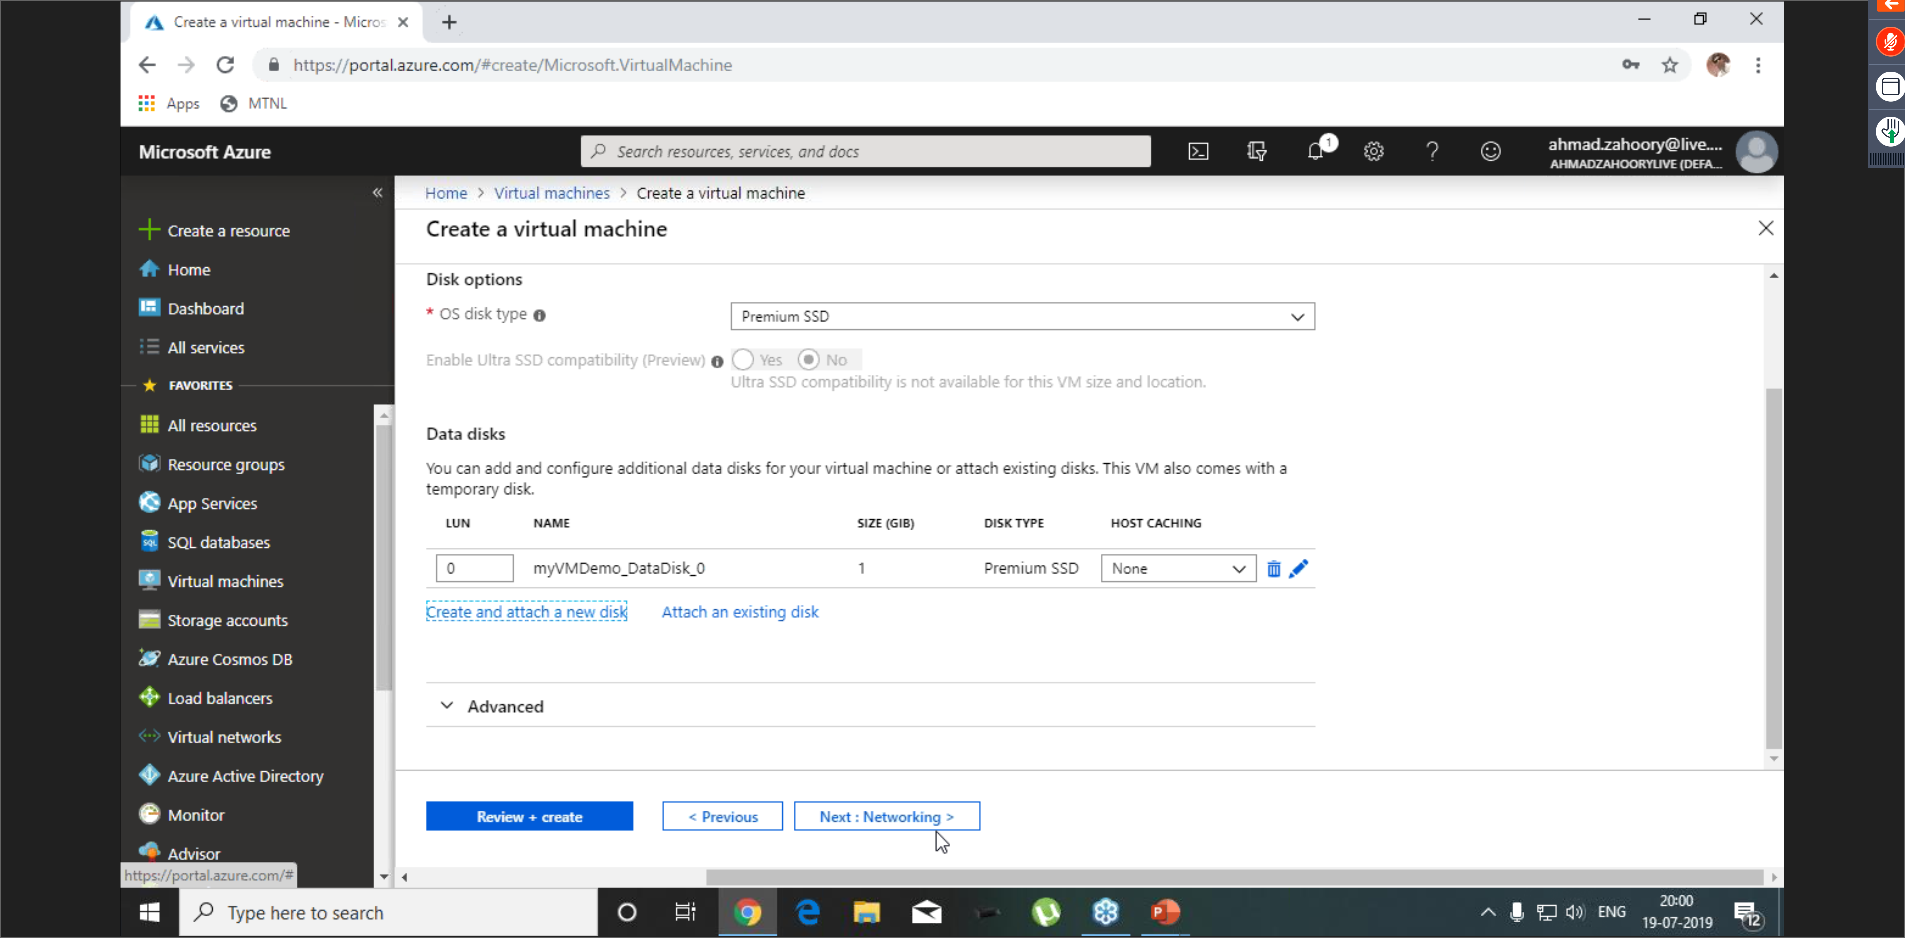 Create a virtual machine - Micros
https://portal.azure.com/#create/Microsoft.VirtualMachine
Apps
MTNL
Microsoft Azure
Search resources, services, and docs
1
ahmad.zahoory@live....
AHMADZAHOORYLIVE (DEFA...
Create a resource
Home
Dashboard
All services
FAVORITES
All resources
Resource groups
App Services
SQL databases
Virtual machines
Storage accounts
Azure Cosmos DB
Load balancers
Virtual networks
Azure Active Directory
Monitor
Advisor
https://portal.azure.com/#
Home > Virtual machines > Create a virtual machine
Create a virtual machine
Disk options
* OS disk type
Premium SSD
Enable Ultra SSD compatibility (Preview)
Yes No
Ultra SSD compatibility is not available for this VM size and location.
Data disks
You can add and configure additional data disks for your virtual machine or attach existing disks. This VM also comes with a
temporary disk.
LUN NAME SIZE (GIB) DISK TYPE HOST CACHING
0 myVMDemo_DataDisk_0 1 Premium SSD None
Create and attach a new disk Attach an existing disk
Advanced
Review + create < Previous Next : Networking >
Type here to search
ENG
20:00
19-07-2019
12